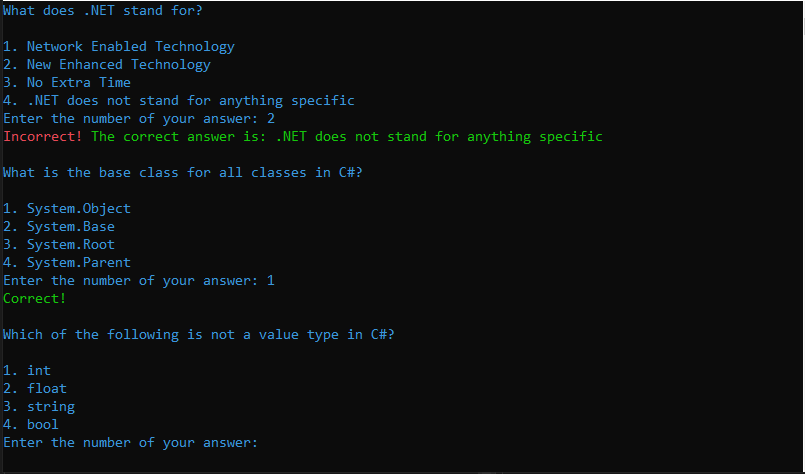 What does .NET stand for?
1. Network Enabled Technology
2. New Enhanced Technology
3. No Extra Time
4. .NET does not stand for anything specific
Enter the number of your answer: 2
Incorrect! The correct answer is: .NET does not stand for anything specific
What is the base class for all classes in C#?
1. System.Object
2. System.Base
3. System.Root
4. System.Parent
Enter the number of your answer: 1
Correct!
Which of the following is not a value type in C#?
1. int
2. float
3. string
4. bool
Enter the number of your answer: